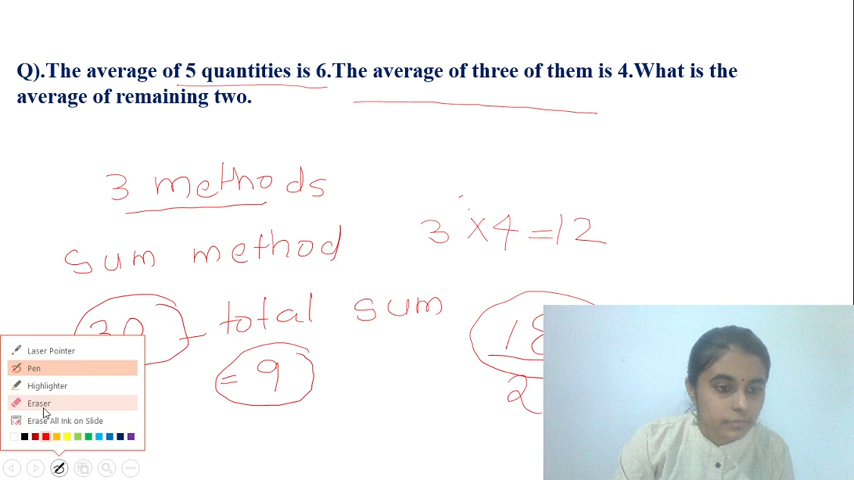 Q).The average of 5 quantities is 6.The average of three of them is 4.What is the
average of remaining two.
3 methods
sum method
3 × 4 = 12
30 - total sum
18
2
= 9
Laser Pointer
Pen
Highlighter
Eraser
Erase All Ink on Slide